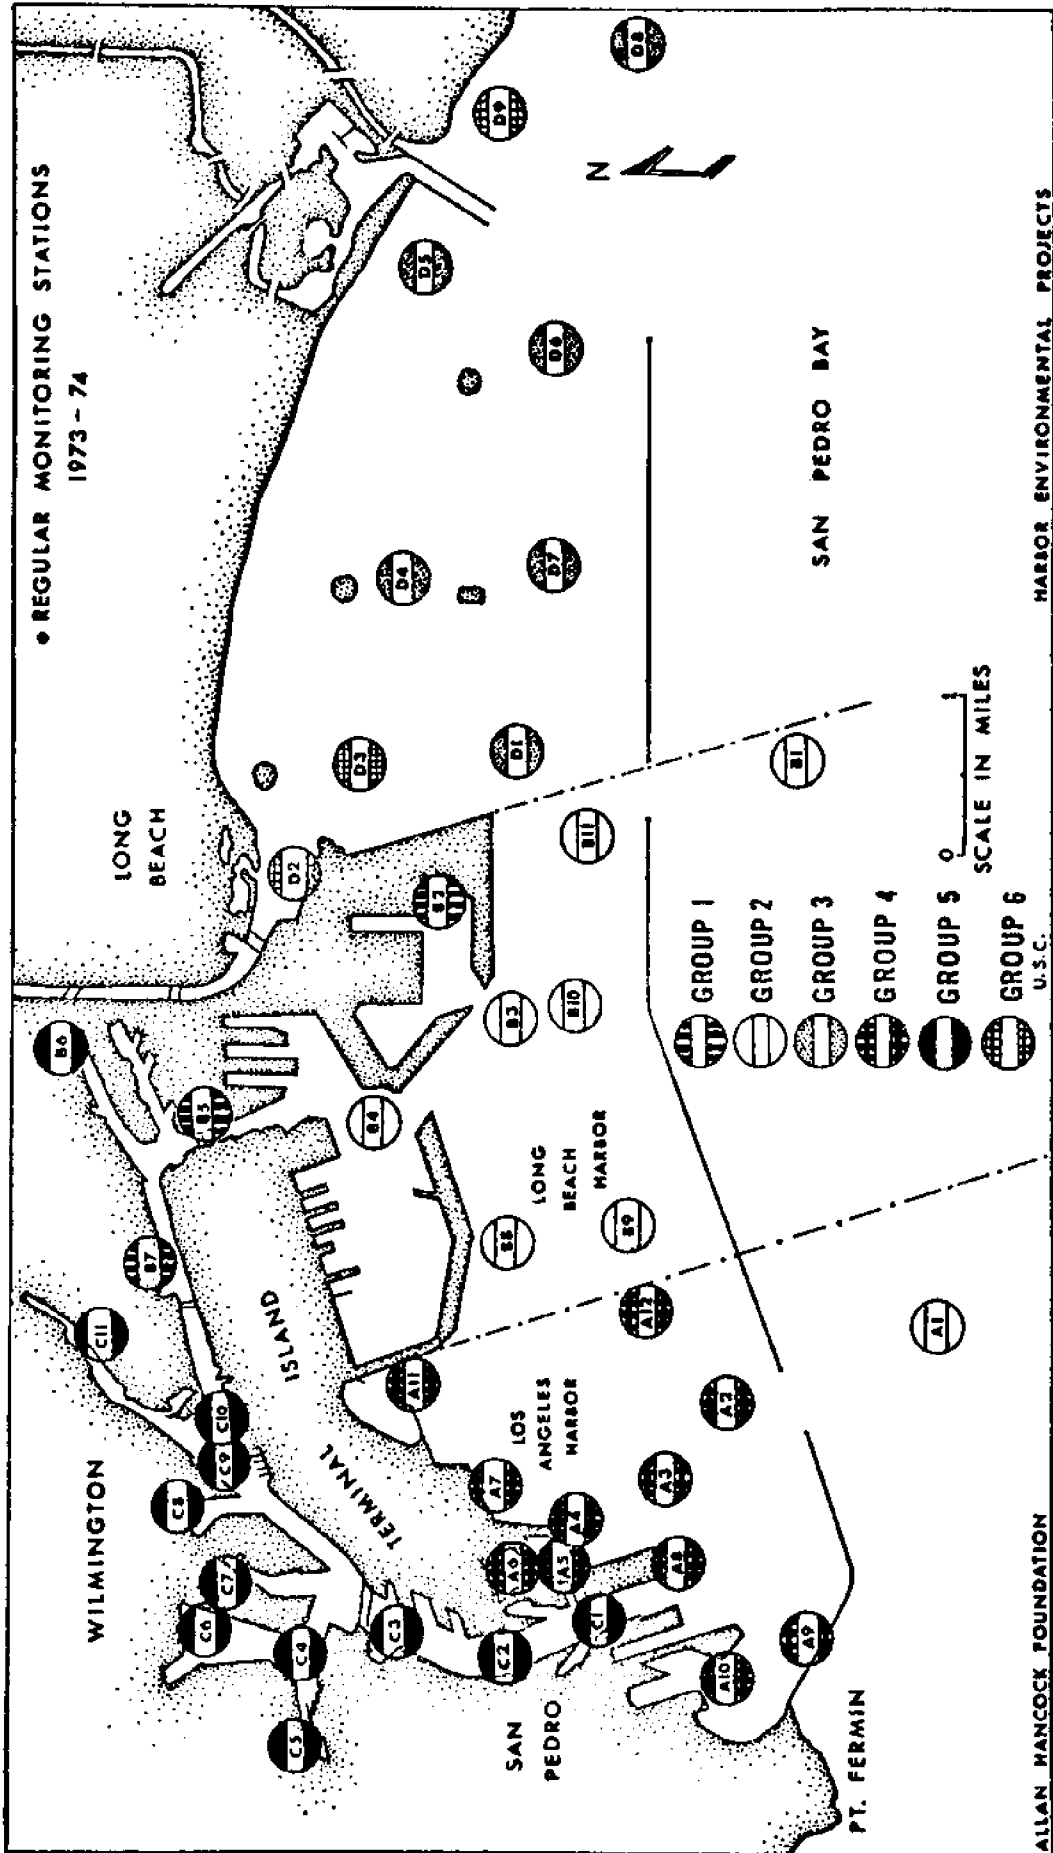 ● REGULAR MONITORING STATIONS
1973-74
WILMINGTON
LONG
BEACH
C5
C6
C7
C8
C9
C10
C11
B7
B6
B5
C4
C3
C2
C1
TERMINAL
ISLAND
SAN
PEDRO
A6
A5
A4
A7
A11
LOS
ANGELES
HARBOR
A3
A8
A2
A12
A10
A9
A1
B4
B3
B10
B8
B9
LONG
BEACH
HARBOR
D2
D3
D1
B11
B1
D4
D7
D6
D5
D9
D8
N
SAN PEDRO BAY
PT. FERMIN
GROUP 1
GROUP 2
GROUP 3
GROUP 4
GROUP 5
GROUP 6
U.S.C.
0 1
SCALE IN MILES
ALLAN HANCOCK FOUNDATION
HARBOR ENVIRONMENTAL PROJECTS